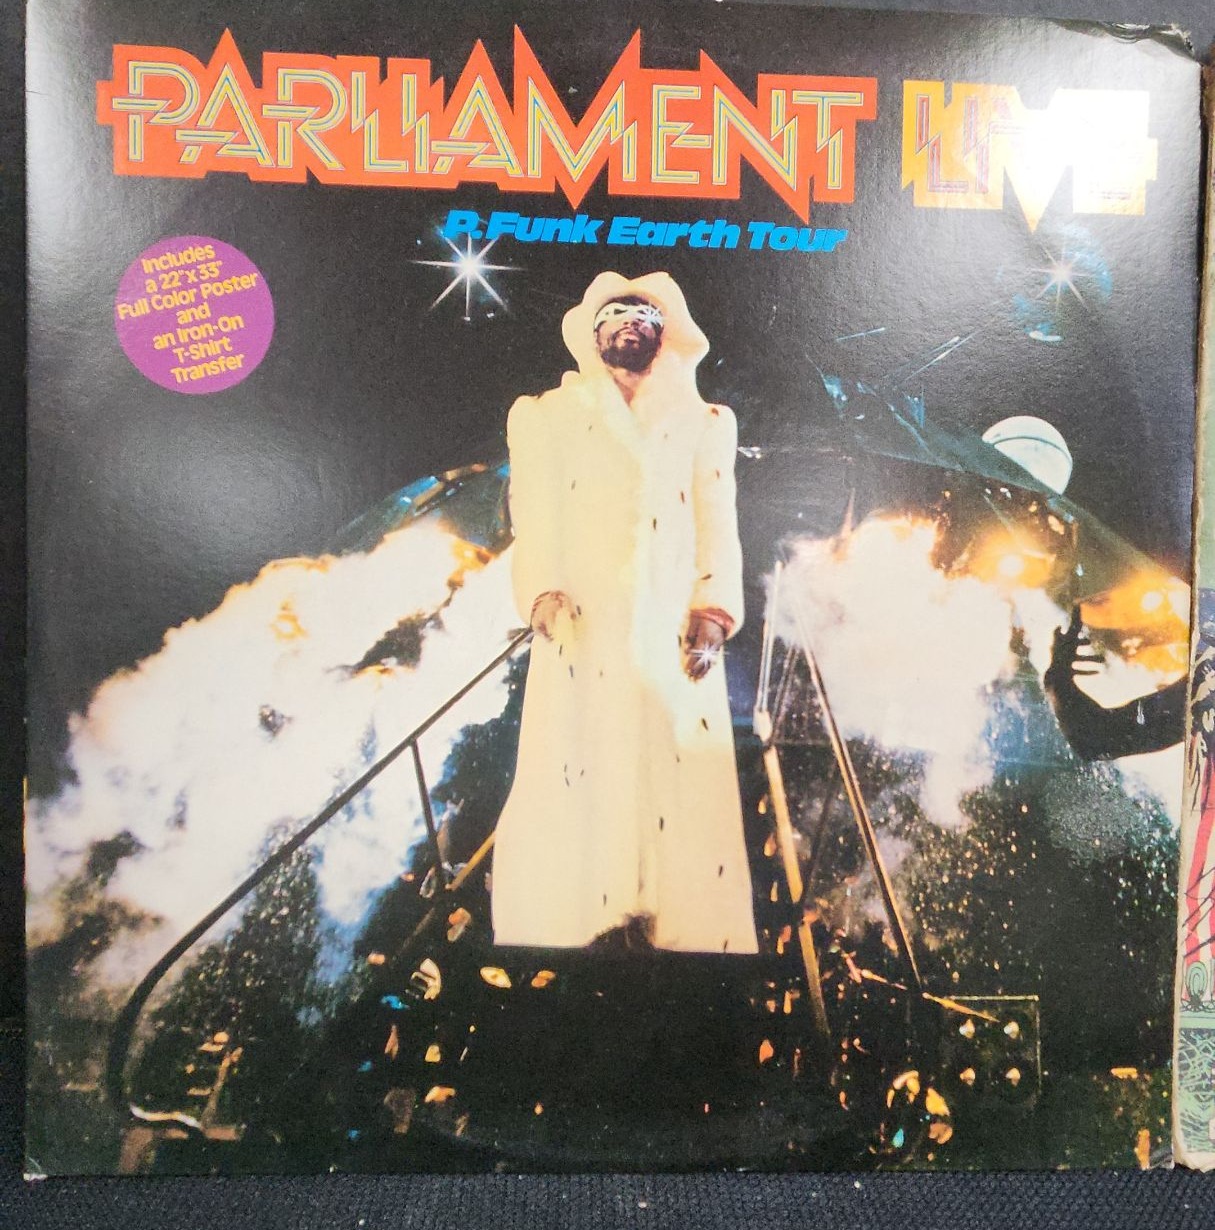 PARLIAMENT LIVE
P.Funk Earth Tour
Includes
a 22"x 33"
Full Color Poster
and
an Iron-On
T-Shirt
Transfer